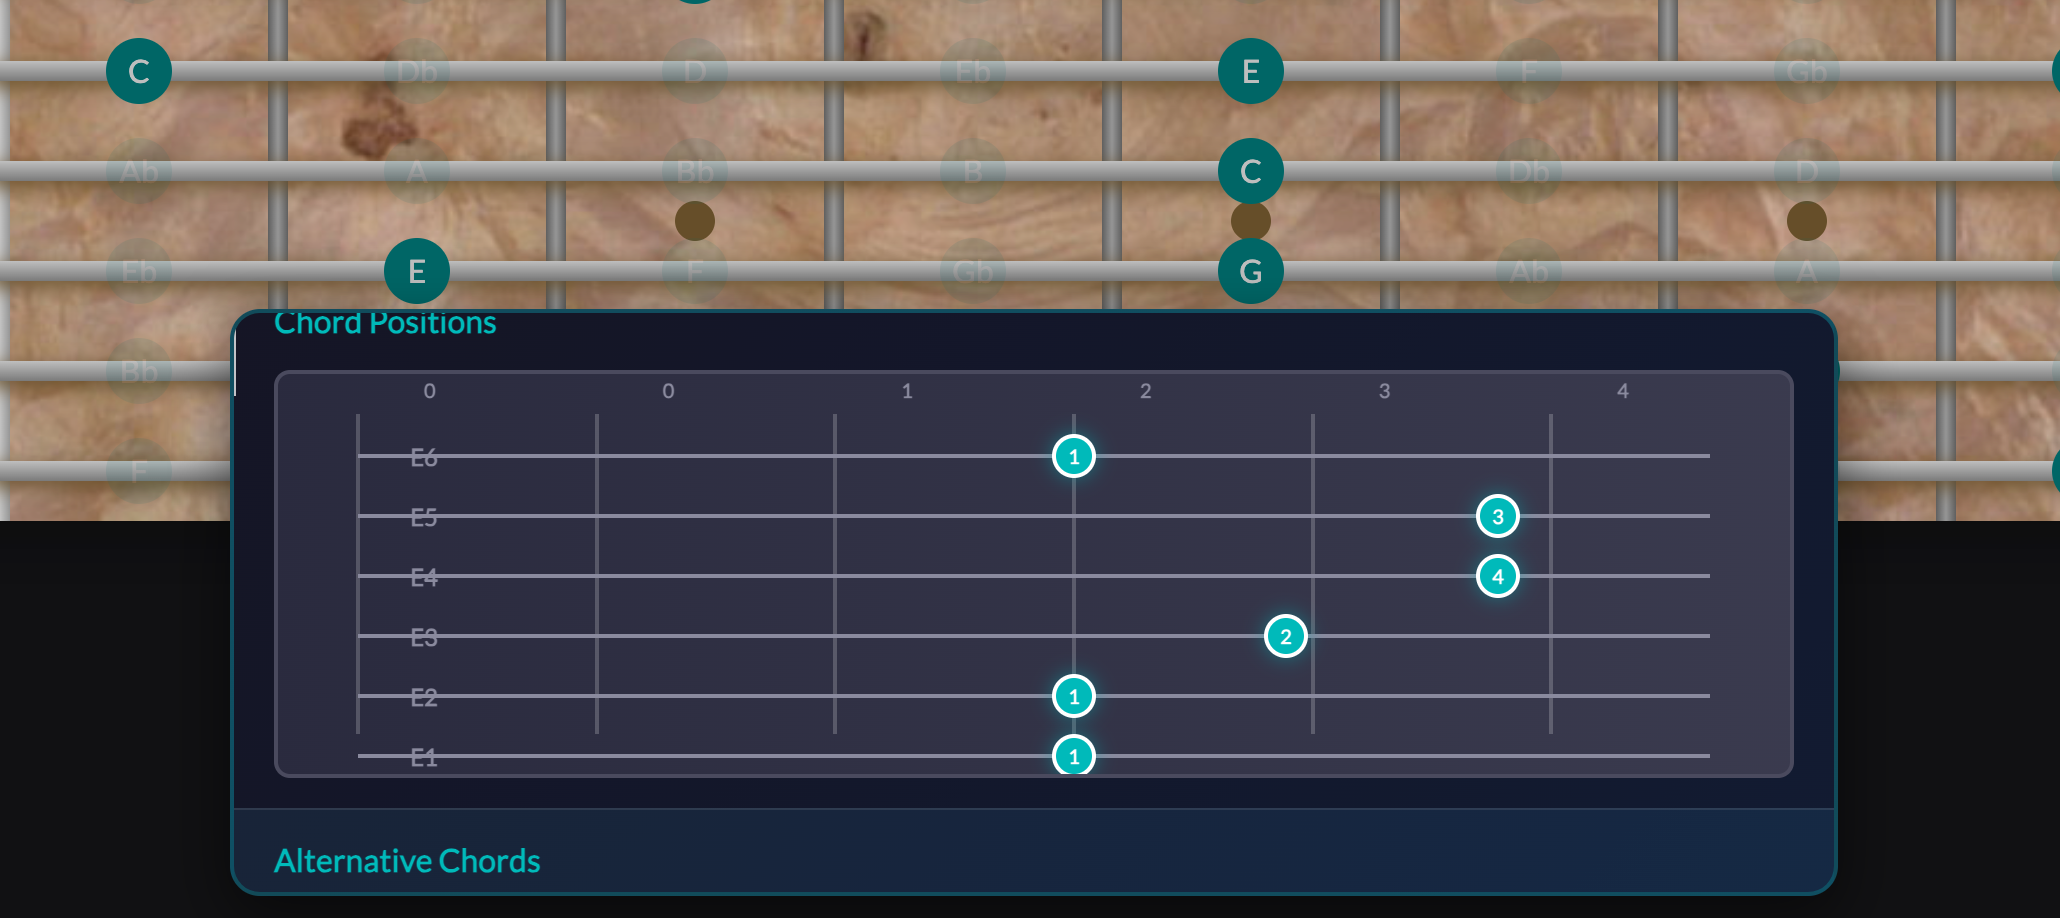 C Db D Eb E F Gb
Ab A Bb B C Db D
Eb E F Gb G Ab A
Bb
F
Chord Positions
0 0 1 2 3 4
E6 1
E5 3
E4 4
E3 2
E2 1
E1 1
Alternative Chords